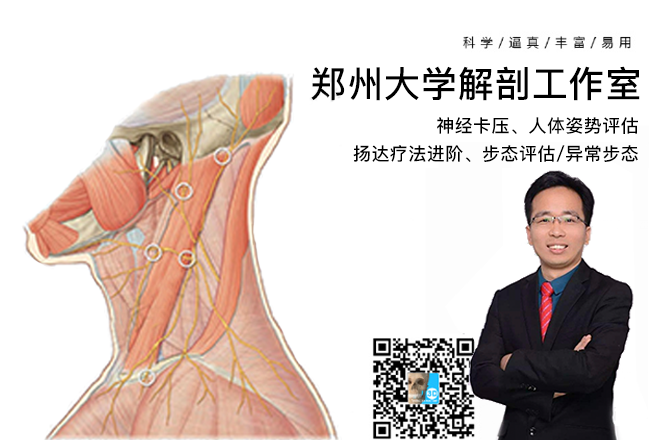 科学/逼真/丰富/易用
郑州大学解剖工作室
神经卡压、人体姿势评估
扬达疗法进阶、步态评估/异常步态